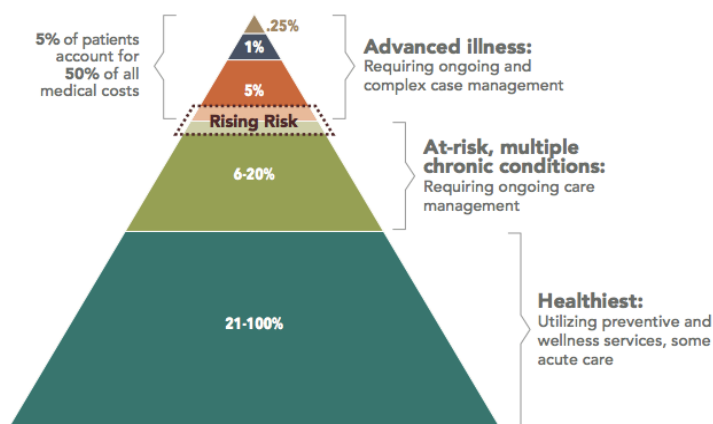 5% of patients
account for
50% of all
medical costs
.25%
1%
5%
Advanced illness:
Requiring ongoing and
complex case management
Rising Risk
At-risk, multiple
chronic conditions:
Requiring ongoing care
management
6-20%
Healthiest:
Utilizing preventive and
wellness services, some
acute care
21-100%